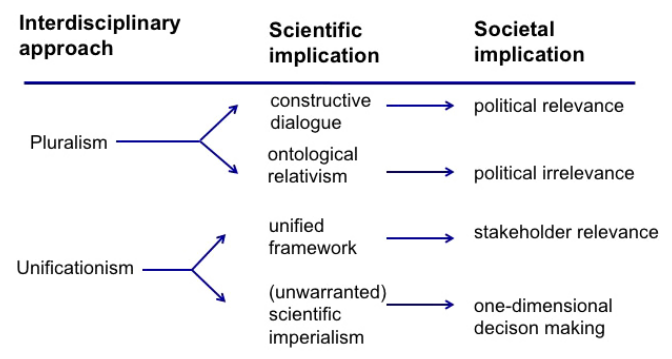 Interdisciplinary
approach
Scientific
implication
Societal
implication
Pluralism
constructive
dialogue
political relevance
ontological
relativism
political irrelevance
Unificationism
unified
framework
stakeholder relevance
(unwarranted)
scientific
imperialism
one-dimensional
decison making